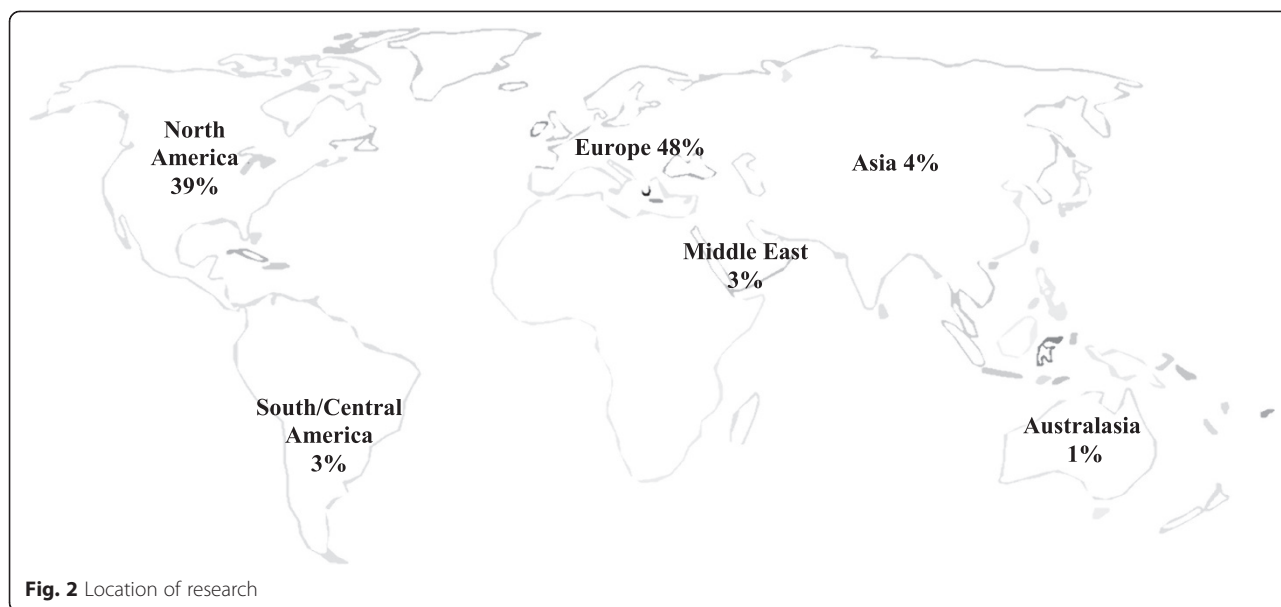 North
America
39%
Europe 48%
Asia 4%
Middle East
3%
South/Central
America
3%
Australasia
1%
Fig. 2 Location of research